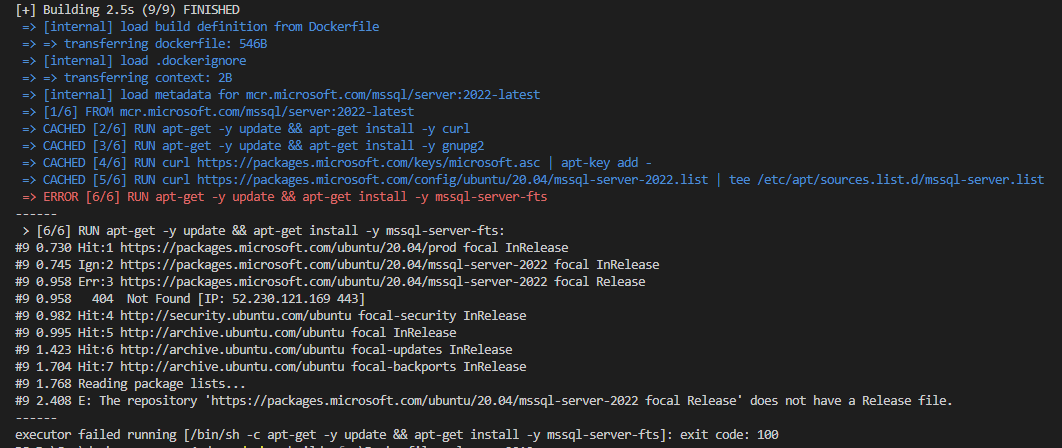 [+] Building 2.5s (9/9) FINISHED
=> [internal] load build definition from Dockerfile
=> => transferring dockerfile: 546B
=> [internal] load .dockerignore
=> => transferring context: 2B
=> [internal] load metadata for mcr.microsoft.com/mssql/server:2022-latest
=> [1/6] FROM mcr.microsoft.com/mssql/server:2022-latest
=> CACHED [2/6] RUN apt-get -y update && apt-get install -y curl
=> CACHED [3/6] RUN apt-get -y update && apt-get install -y gnupg2
=> CACHED [4/6] RUN curl https://packages.microsoft.com/keys/microsoft.asc | apt-key add -
=> CACHED [5/6] RUN curl https://packages.microsoft.com/config/ubuntu/20.04/mssql-server-2022.list | tee /etc/apt/sources.list.d/mssql-server.list
=> ERROR [6/6] RUN apt-get -y update && apt-get install -y mssql-server-fts
------
> [6/6] RUN apt-get -y update && apt-get install -y mssql-server-fts:
#9 0.730 Hit:1 https://packages.microsoft.com/ubuntu/20.04/prod focal InRelease
#9 0.745 Ign:2 https://packages.microsoft.com/ubuntu/20.04/mssql-server-2022 focal InRelease
#9 0.958 Err:3 https://packages.microsoft.com/ubuntu/20.04/mssql-server-2022 focal Release
#9 0.958   404  Not Found [IP: 52.230.121.169 443]
#9 0.982 Hit:4 http://security.ubuntu.com/ubuntu focal-security InRelease
#9 0.995 Hit:5 http://archive.ubuntu.com/ubuntu focal InRelease
#9 1.423 Hit:6 http://archive.ubuntu.com/ubuntu focal-updates InRelease
#9 1.704 Hit:7 http://archive.ubuntu.com/ubuntu focal-backports InRelease
#9 1.768 Reading package lists...
#9 2.408 E: The repository 'https://packages.microsoft.com/ubuntu/20.04/mssql-server-2022 focal Release' does not have a Release file.
------
executor failed running [/bin/sh -c apt-get -y update && apt-get install -y mssql-server-fts]: exit code: 100